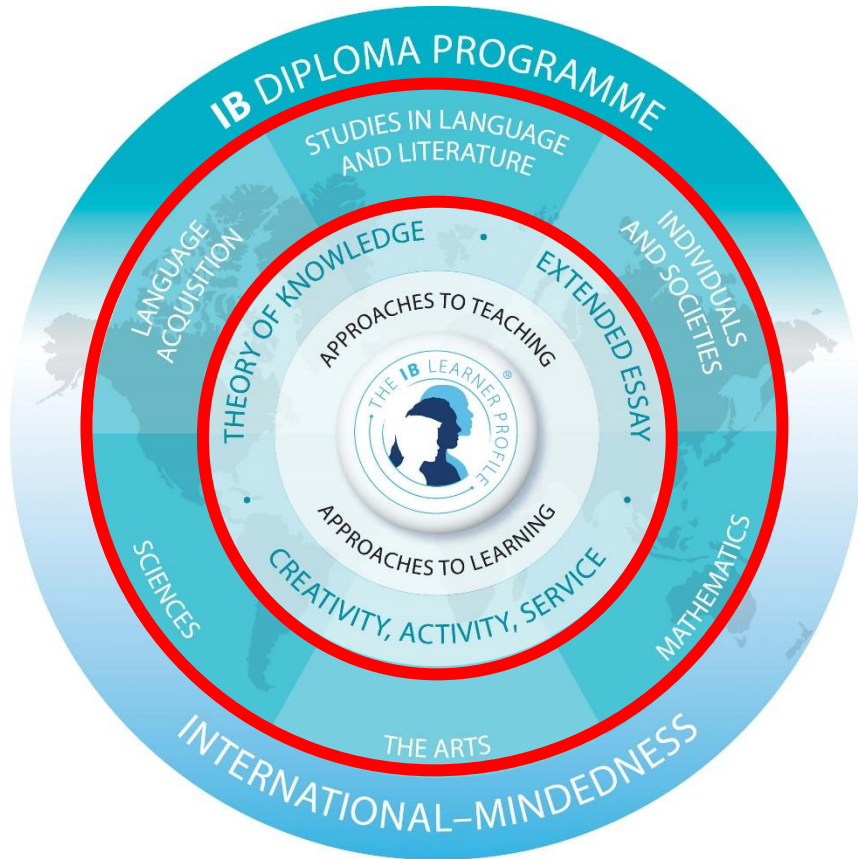 IB DIPLOMA PROGRAMME
STUDIES IN LANGUAGE
AND LITERATURE
LANGUAGE
ACQUISITION
INDIVIDUALS
AND SOCIETIES
THEORY OF KNOWLEDGE
•
EXTENDED ESSAY
APPROACHES TO TEACHING
•THE IB LEARNER PROFILE•
®
APPROACHES TO LEARNING
•
CREATIVITY, ACTIVITY, SERVICE
•
SCIENCES
MATHEMATICS
THE ARTS
INTERNATIONAL–MINDEDNESS